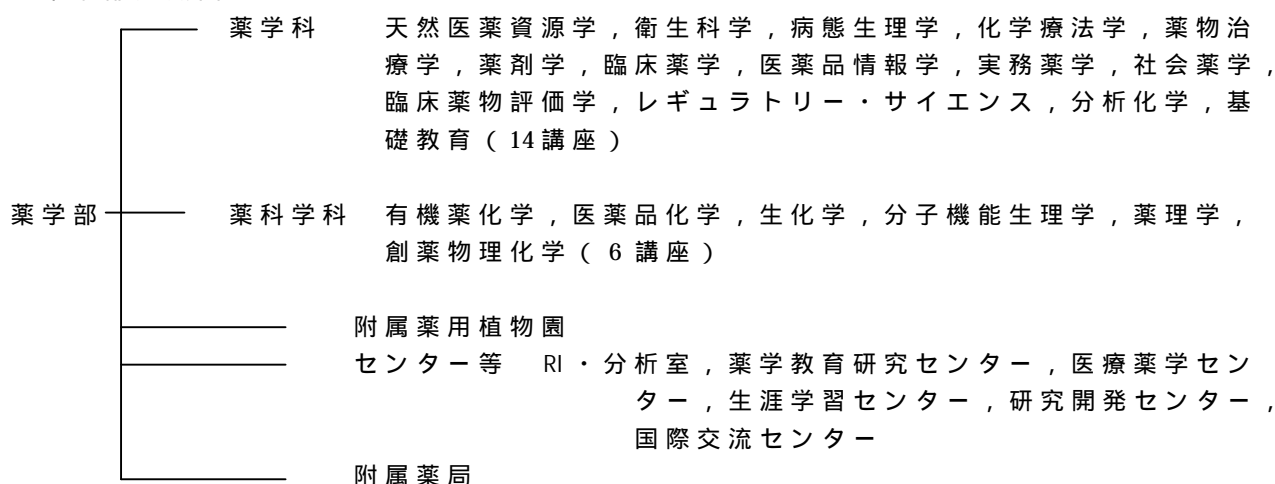 薬学科 天然医薬資源学，衛生科学，病態生理学，化学療法学，薬物治
療学，薬剤学，臨床薬学，医薬品情報学，実務薬学，社会薬学，
臨床薬物評価学，レギュラトリー・サイエンス，分析化学，基
礎教育（14講座）
薬学部 薬科学科 有機薬化学，医薬品化学，生化学，分子機能生理学，薬理学，
創薬物理化学（6講座）
附属薬用植物園
センター等 RI・分析室，薬学教育研究センター，医療薬学セン
ター，生涯学習センター，研究開発センター，
国際交流センター
附属薬局